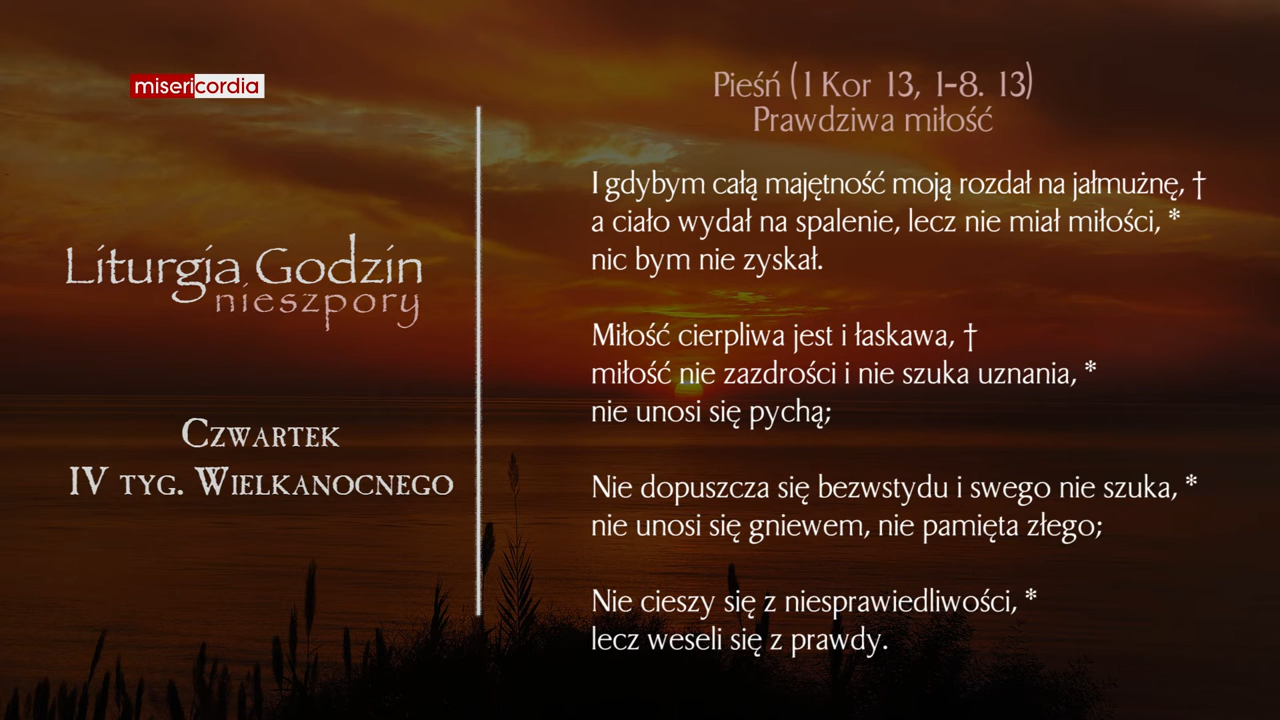 misericordia
Liturgia Godzin
nieszpory
Czwartek
IV tyg. Wielkanocnego
Pieśń (1 Kor 13, 1-8. 13)
Prawdziwa miłość
I gdybym całą majętność moją rozdał na jałmużnę, †
a ciało wydał na spalenie, lecz nie miał miłości, *
nic bym nie zyskał.
Miłość cierpliwa jest i łaskawa, †
miłość nie zazdrości i nie szuka uznania, *
nie unosi się pychą;
Nie dopuszcza się bezwstydu i swego nie szuka, *
nie unosi się gniewem, nie pamięta złego;
Nie cieszy się z niesprawiedliwości, *
lecz weseli się z prawdy.